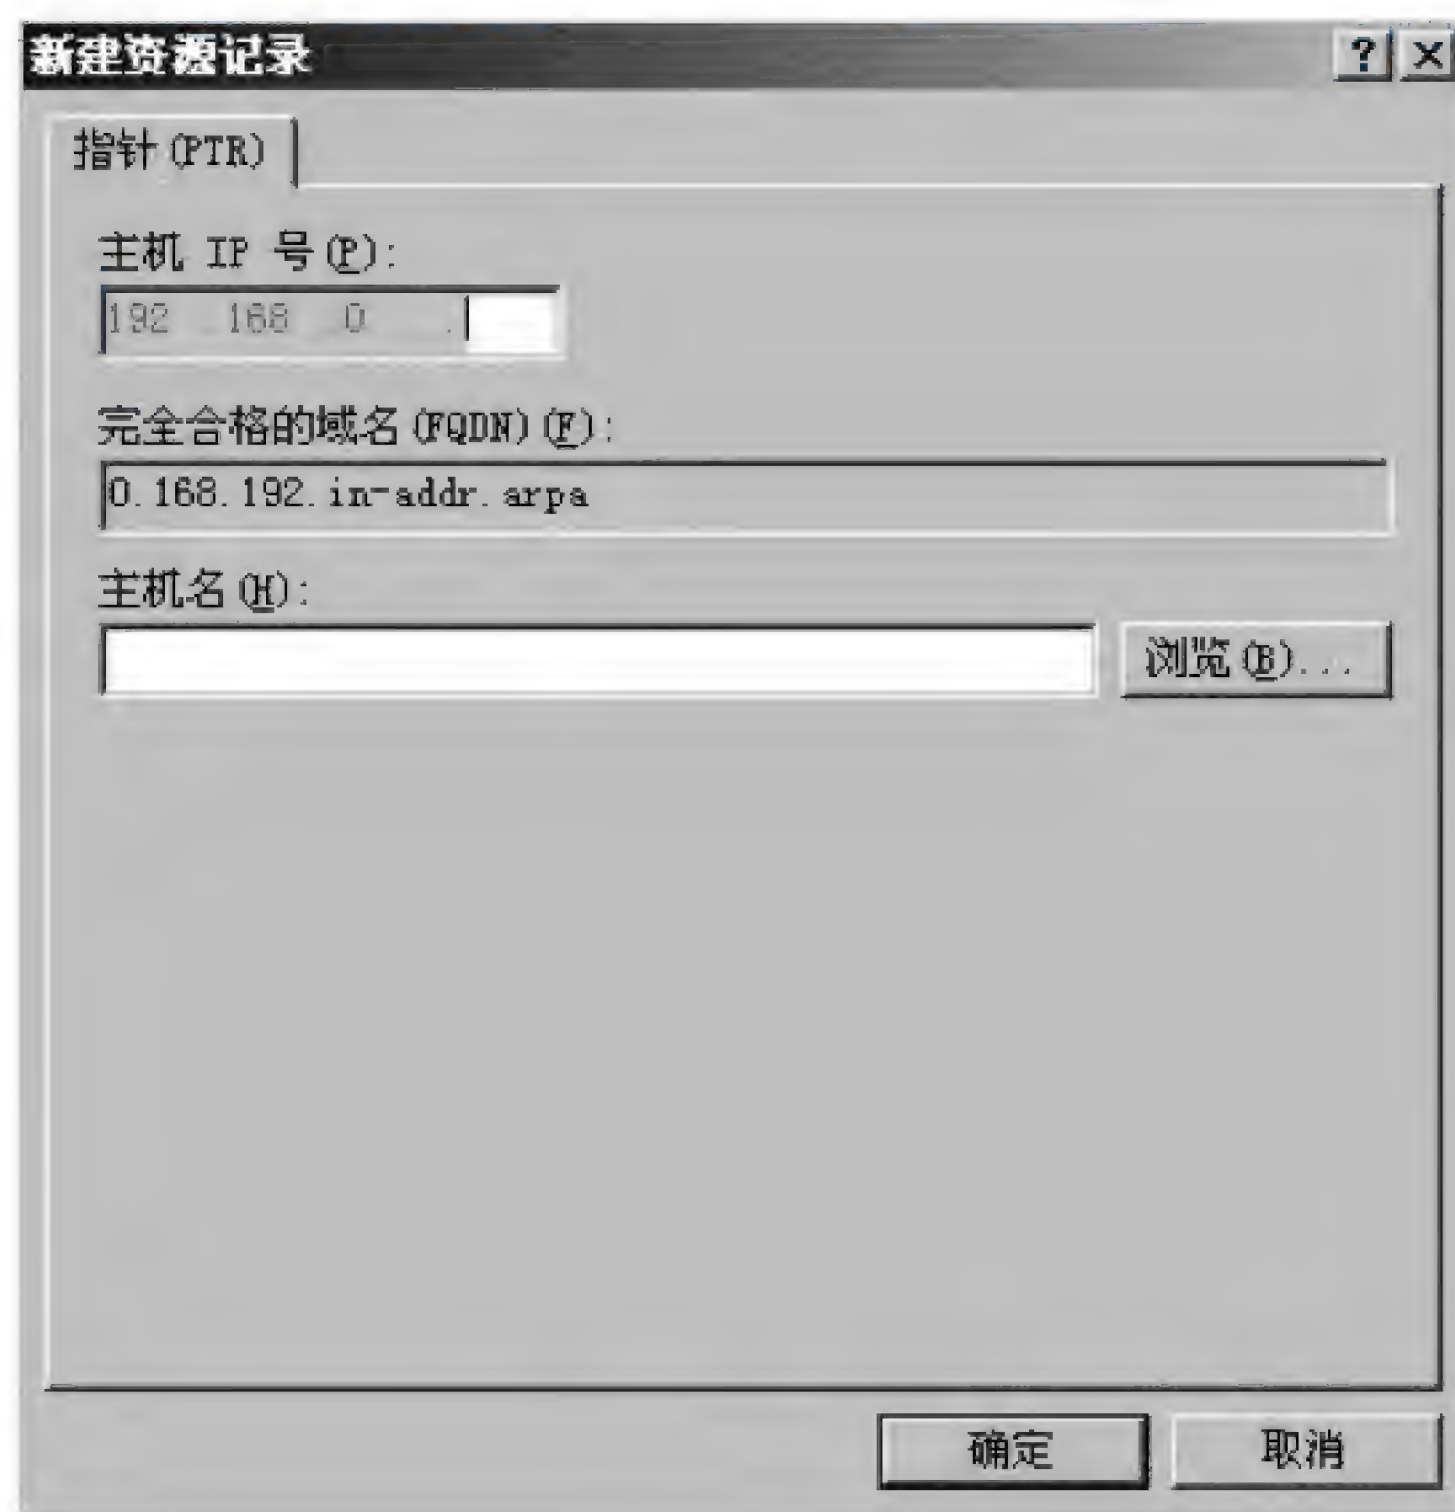 新建资源记录
? ×
指针(PTR)
主机 IP 号(P):
192 .168 .0 .
完全合格的域名(FQDN)(F):
0.168.192.in-addr.arpa
主机名(H):
浏览(B)...
确定 取消